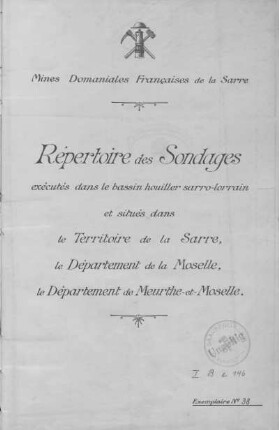 Mines Domaniales Françaises de la Sarre
Répertoire des Sondages
exécutés dans le bassin houiller sarro-lorrain
et situés dans
le Territoire de la Sarre,
le Département de la Moselle,
le Département de Meurthe-et-Moselle.
I B b
Exemplaire N° 38